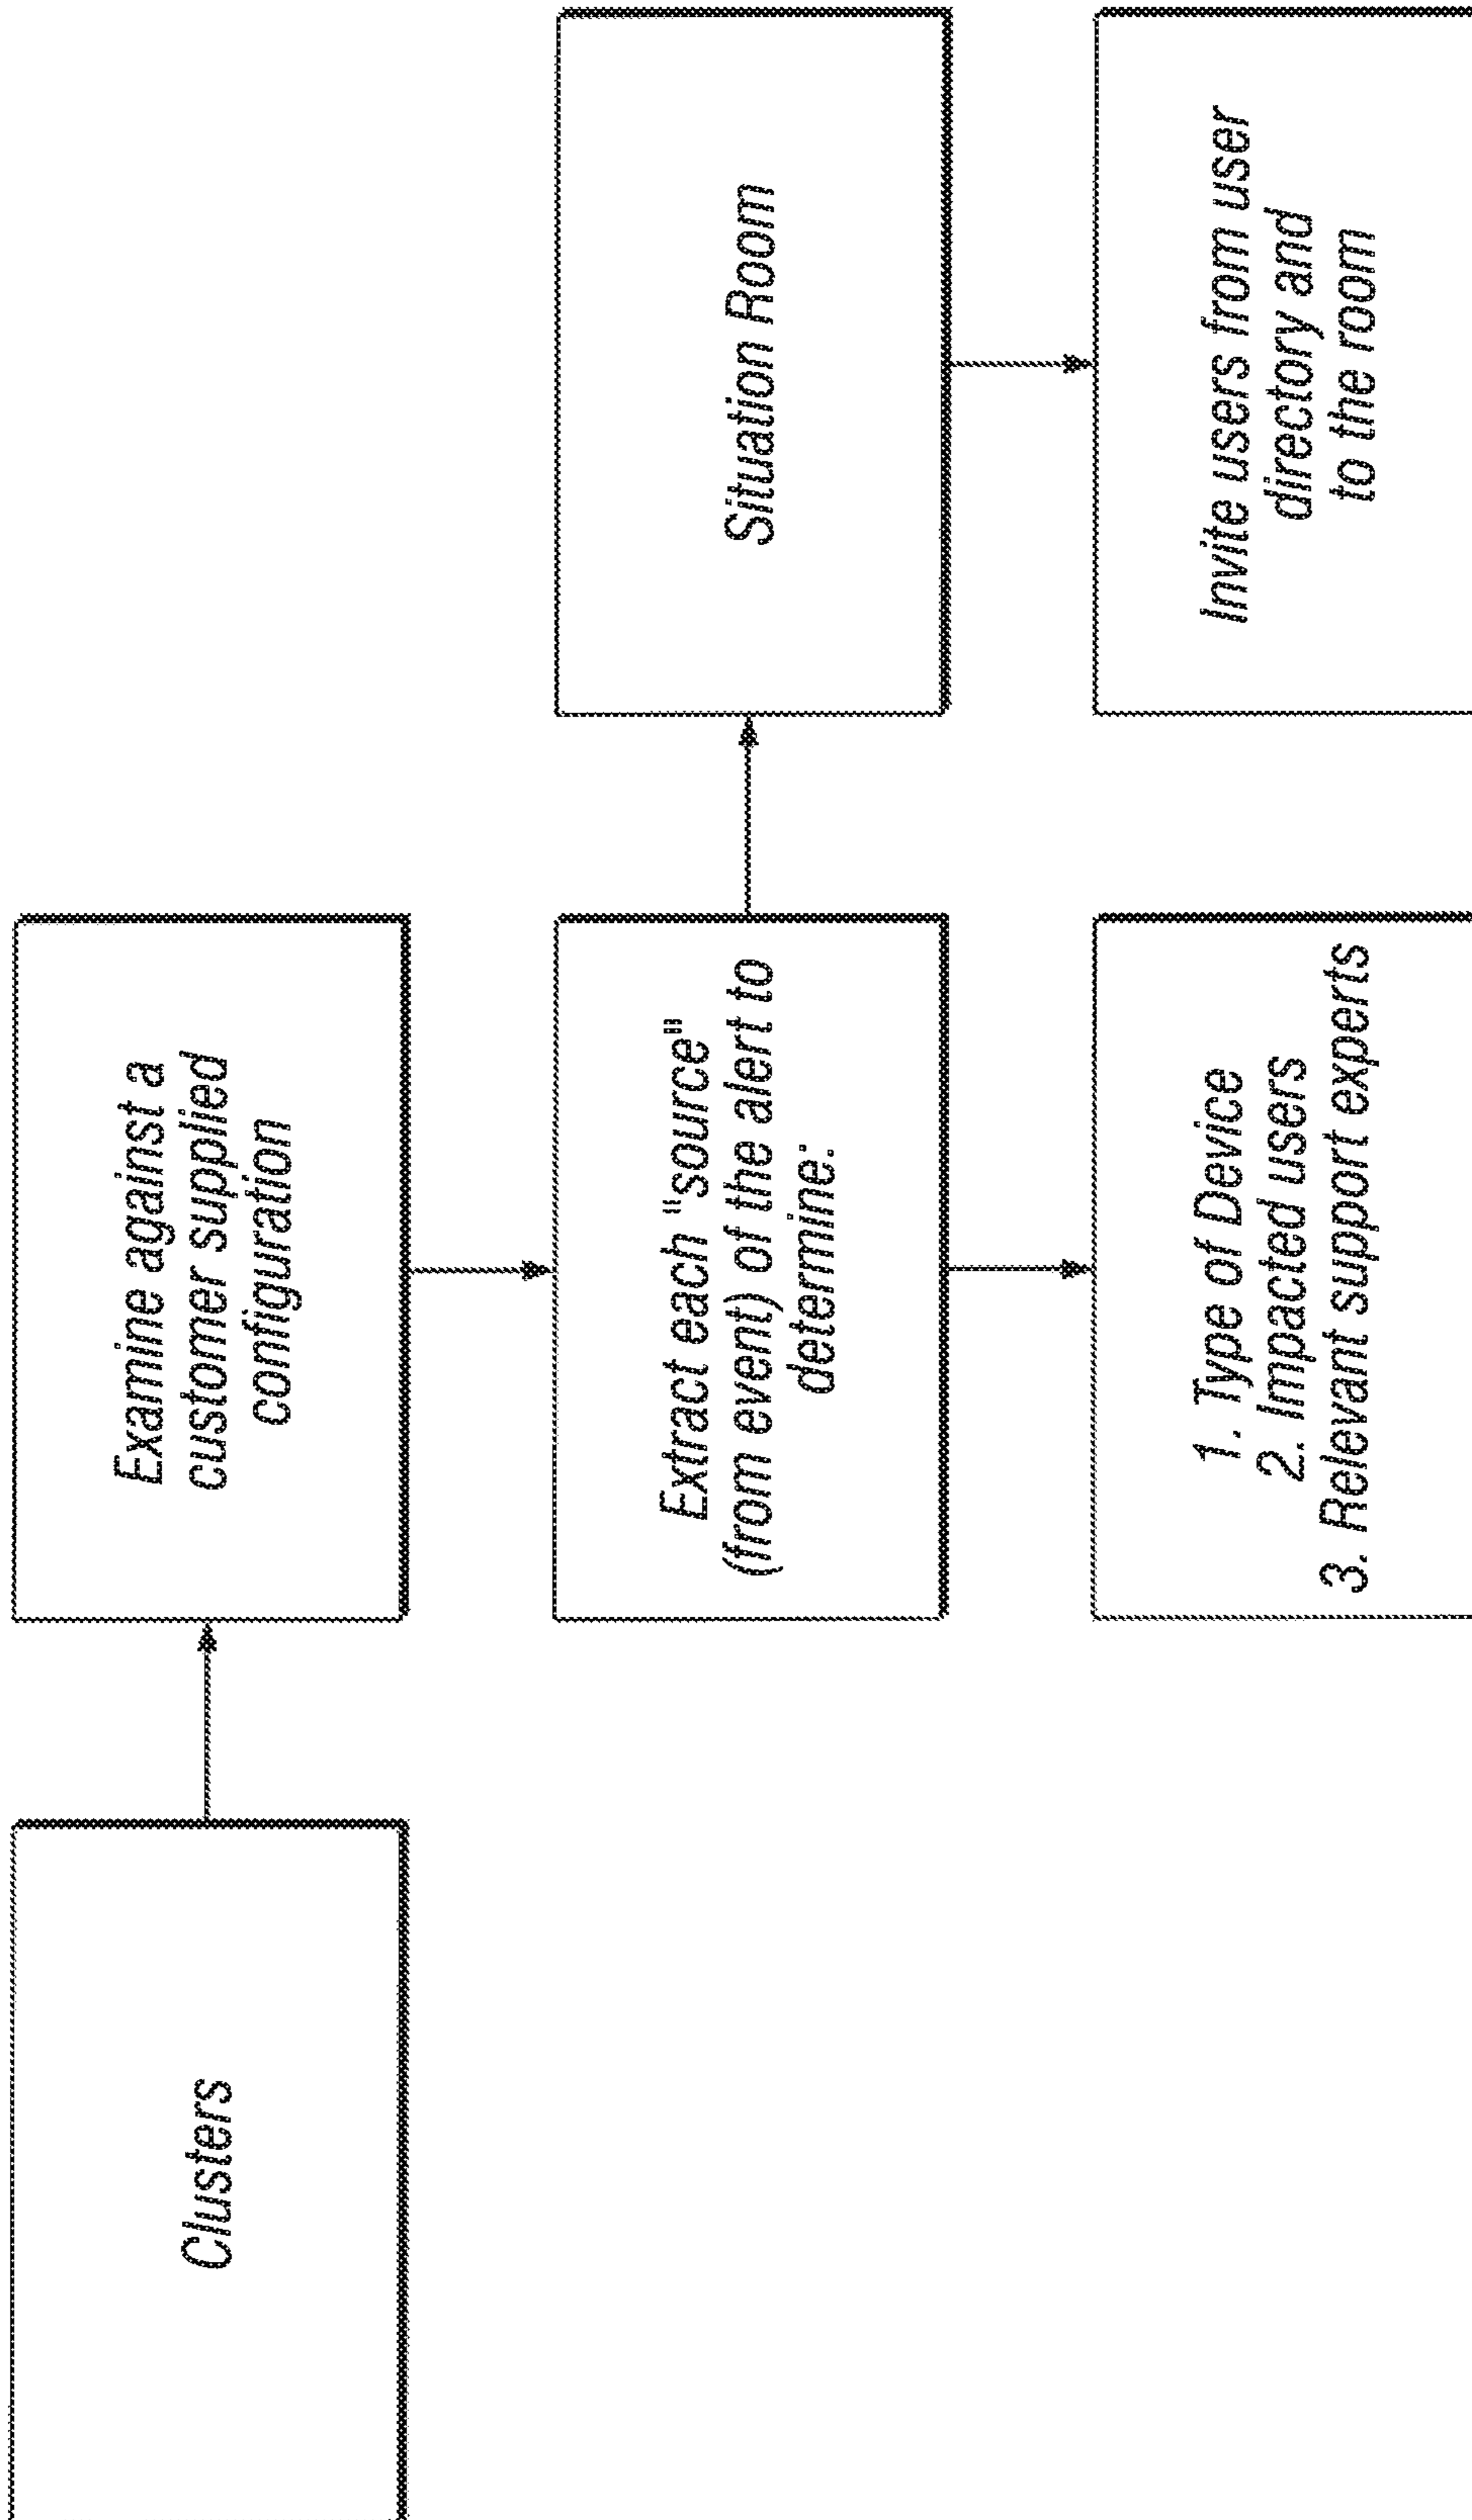 Clusters
Examine against a
customer supplied
configuration
Extract each "source"
(from event) of the alert to
determine:
Situation Room
1. Type of Device
2. Impacted users
3. Relevant support experts
Invite users from user
directory and
to the room